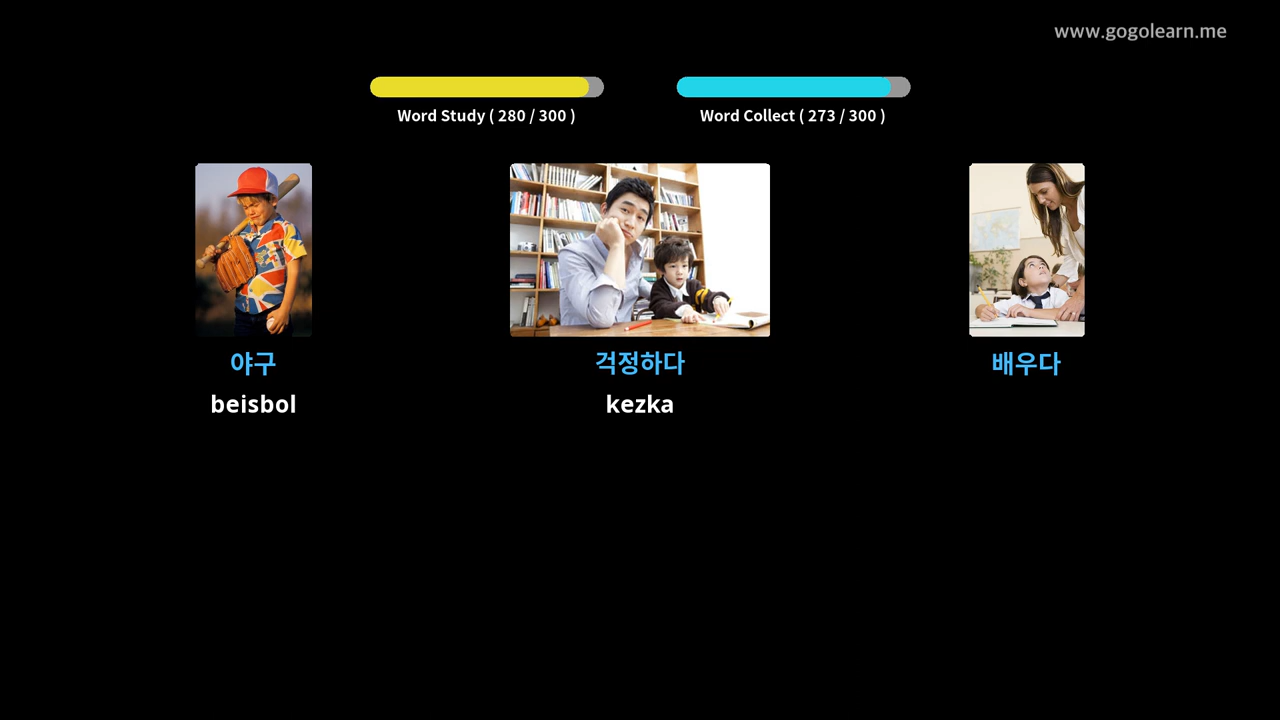 www.gogolearn.me
Word Study ( 280 / 300 )
Word Collect ( 273 / 300 )
야구
걱정하다
배우다
beisbol
kezka